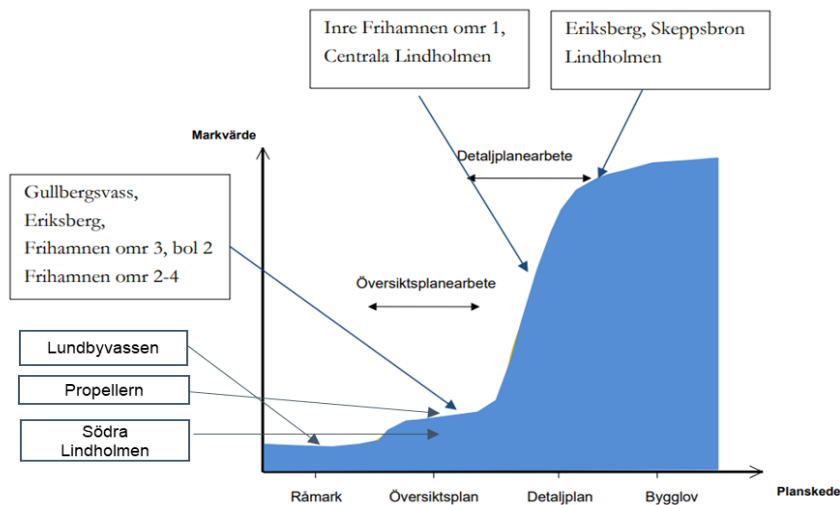 Inre Frihamnen omr 1,
Centrala Lindholmen
Eriksberg, Skeppsbron
Lindholmen
Markvärde
Detaljplanearbete
Gullbergsvass,
Eriksberg,
Frihamnen omr 3, bol 2
Frihamnen omr 2-4
Översiktsplanearbete
Lundbyvassen
Propellern
Södra
Lindholmen
Råmark
Översiktsplan
Detaljplan
Bygglov
Planskede